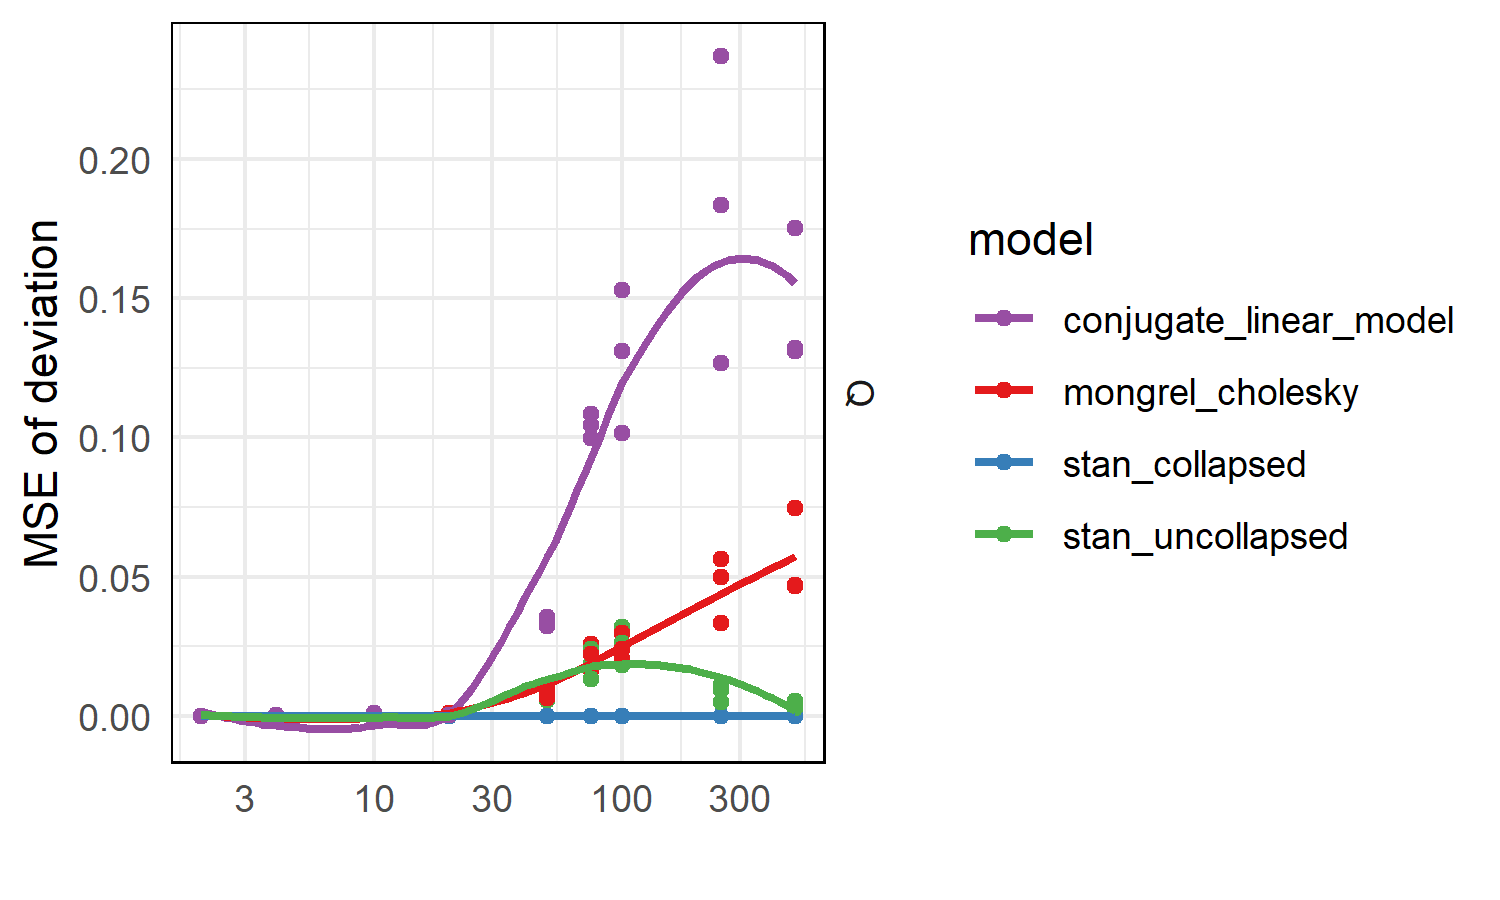 MSE of deviation
0.20
0.15
0.10
0.05
0.00
3 10 30 100 300
Q
model
conjugate_linear_model
mongrel_cholesky
stan_collapsed
stan_uncollapsed